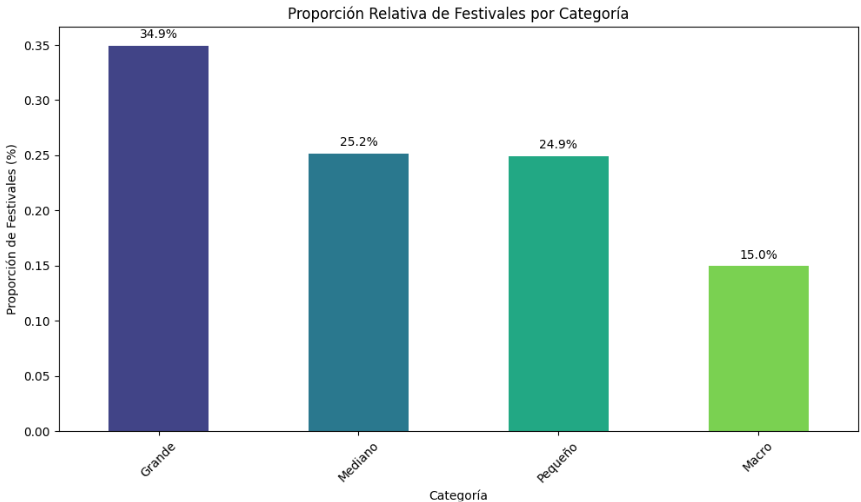 Proporción Relativa de Festivales por Categoría
Proporción de Festivales (%)
0.35
0.30
0.25
0.20
0.15
0.10
0.05
0.00
34.9%
25.2%
24.9%
15.0%
Grande
Mediano
Pequeño
Macro
Categoría